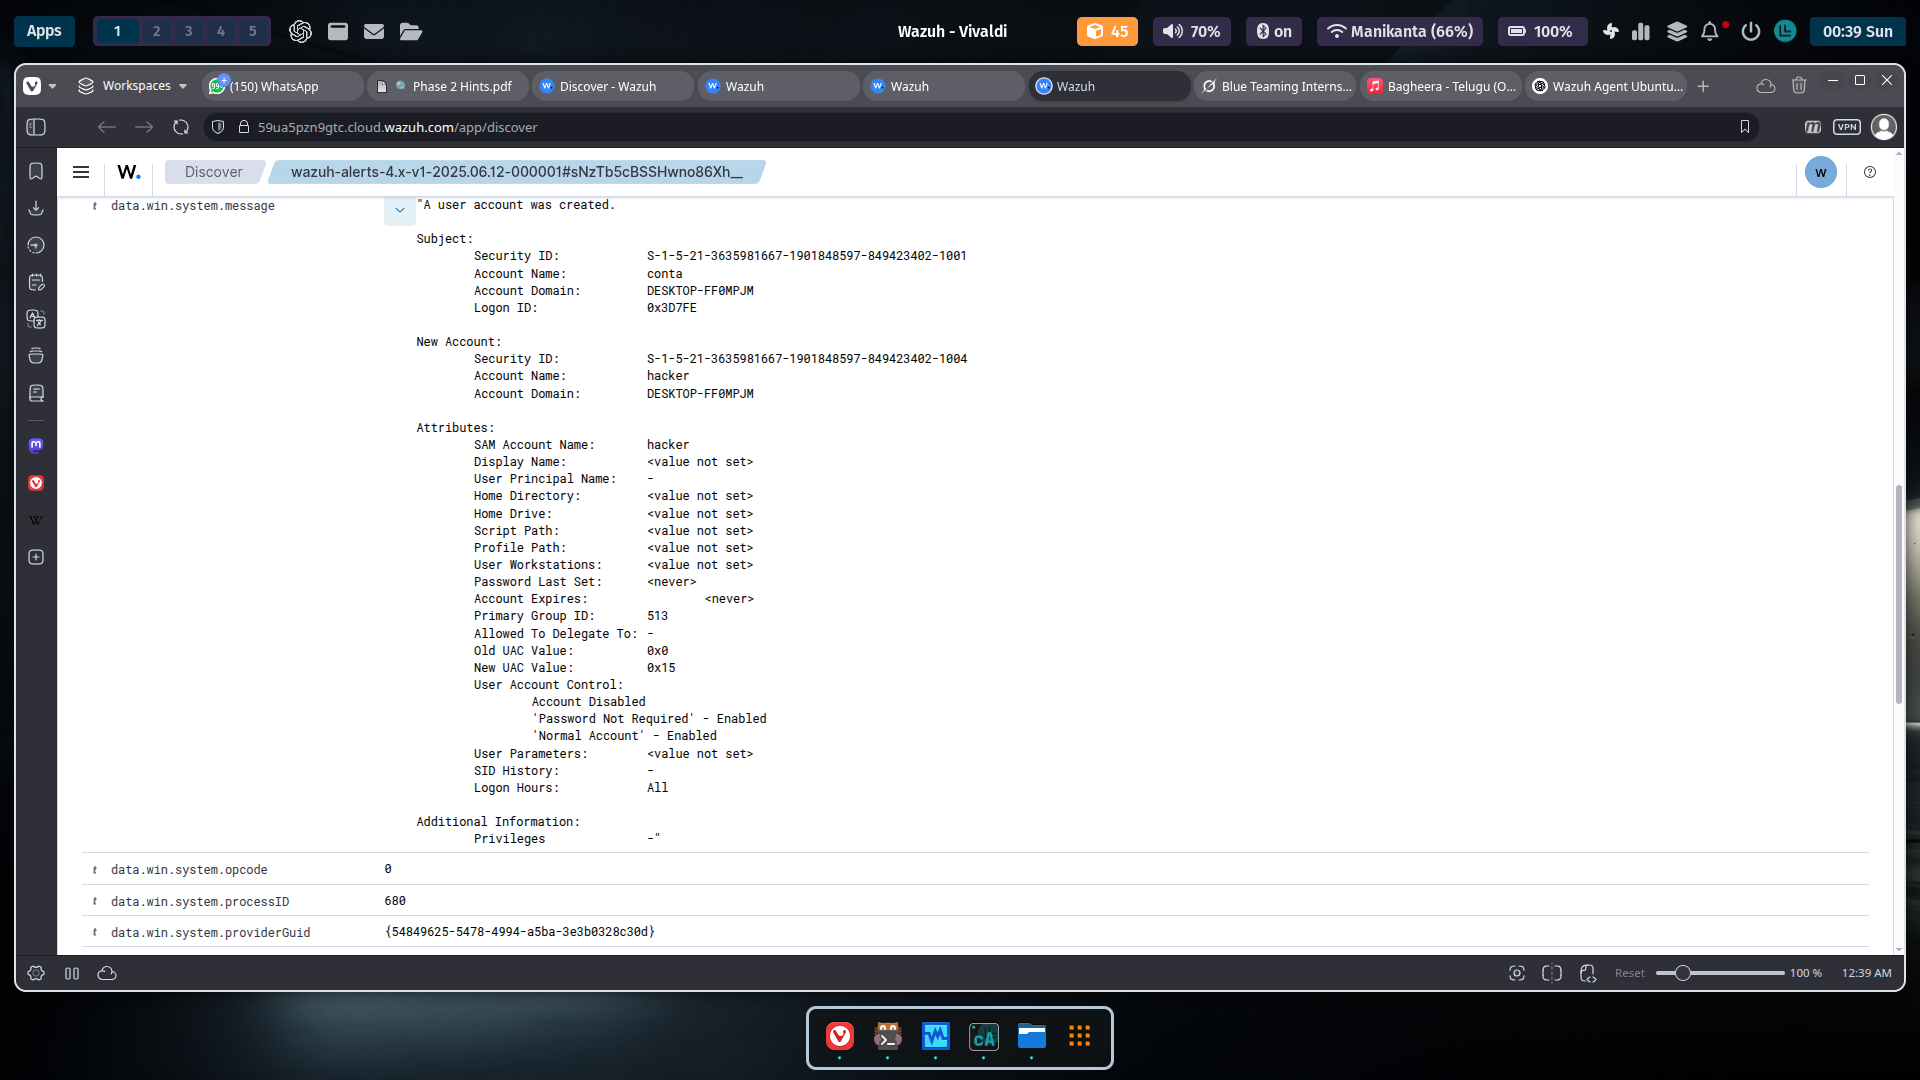 Apps
1 2 3 4 5
Wazuh - Vivaldi
45
70%
on
Manikanta (66%)
100%
00:39 Sun
Workspaces
99+
(150) WhatsApp
Phase 2 Hints.pdf
Discover - Wazuh
Wazuh
Wazuh
Wazuh
Blue Teaming Interns...
Bagheera - Telugu (O...
Wazuh Agent Ubuntu...
59ua5pzn9gtc.cloud.wazuh.com/app/discover
VPN
W.
Discover
wazuh-alerts-4.x-v1-2025.06.12-000001#sNzTb5cBSSHwno86Xh__
W
t data.win.system.message
"A user account was created.
Subject:
Security ID: S-1-5-21-3635981667-1901848597-849423402-1001
Account Name: conta
Account Domain: DESKTOP-FF0MPJM
Logon ID: 0x3D7FE
New Account:
Security ID: S-1-5-21-3635981667-1901848597-849423402-1004
Account Name: hacker
Account Domain: DESKTOP-FF0MPJM
Attributes:
SAM Account Name: hacker
Display Name: <value not set>
User Principal Name: -
Home Directory: <value not set>
Home Drive: <value not set>
Script Path: <value not set>
Profile Path: <value not set>
User Workstations: <value not set>
Password Last Set: <never>
Account Expires: <never>
Primary Group ID: 513
Allowed To Delegate To: -
Old UAC Value: 0x0
New UAC Value: 0x15
User Account Control:
Account Disabled
'Password Not Required' - Enabled
'Normal Account' - Enabled
User Parameters: <value not set>
SID History: -
Logon Hours: All
Additional Information:
Privileges -"
t data.win.system.opcode 0
t data.win.system.processID 680
t data.win.system.providerGuid {54849625-5478-4994-a5ba-3e3b0328c30d}
Reset
100 %
12:39 AM
cA